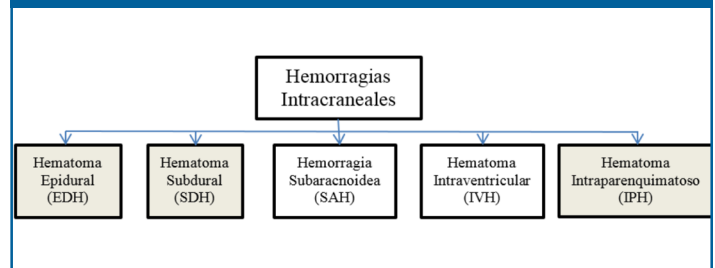 Hemorragias
Intracraneales
Hematoma
Epidural
(EDH)
Hematoma
Subdural
(SDH)
Hemorragia
Subaracnoidea
(SAH)
Hematoma
Intraventricular
(IVH)
Hematoma
Intraparenquimatoso
(IPH)